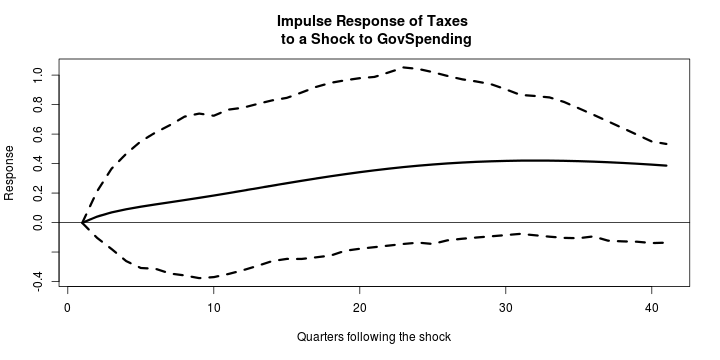 Impulse Response of Taxes
to a Shock to GovSpending
Response
1.0
0.8
0.6
0.4
0.2
0.0
-0.4
0 10 20 30 40
Quarters following the shock